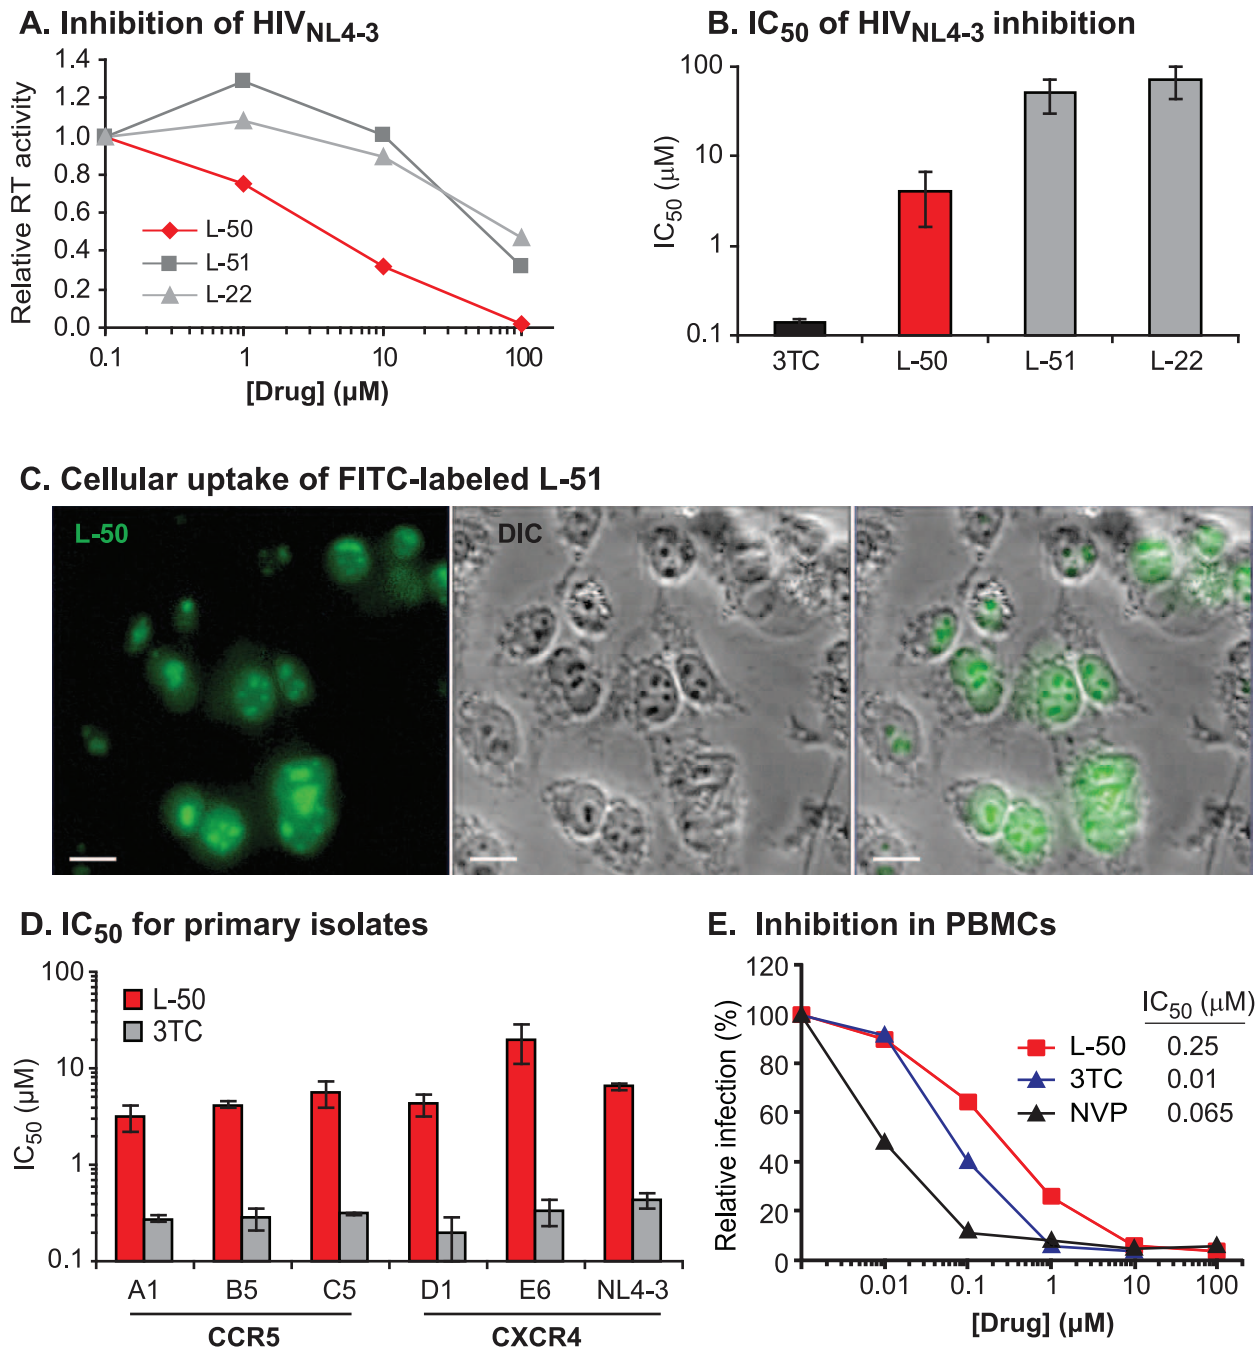 A. Inhibition of HIVNL4-3
Relative RT activity
1.4
1.2
1.0
0.8
0.6
0.4
0.2
0.0
L-50
L-51
L-22
0.1 1 10 100
[Drug] (µM)
B. IC50 of HIVNL4-3 inhibition
IC50 (µM)
100
10
1
0.1
3TC L-50 L-51 L-22
C. Cellular uptake of FITC-labeled L-51
L-50
DIC
D. IC50 for primary isolates
IC50 (µM)
100
10
1
0.1
L-50
3TC
A1 B5 C5 D1 E6 NL4-3
CCR5 CXCR4
E. Inhibition in PBMCs
Relative infection (%)
120
100
80
60
40
20
0
IC50 (µM)
L-50 0.25
3TC 0.01
NVP 0.065
0.01 0.1 1 10 100
[Drug] (µM)